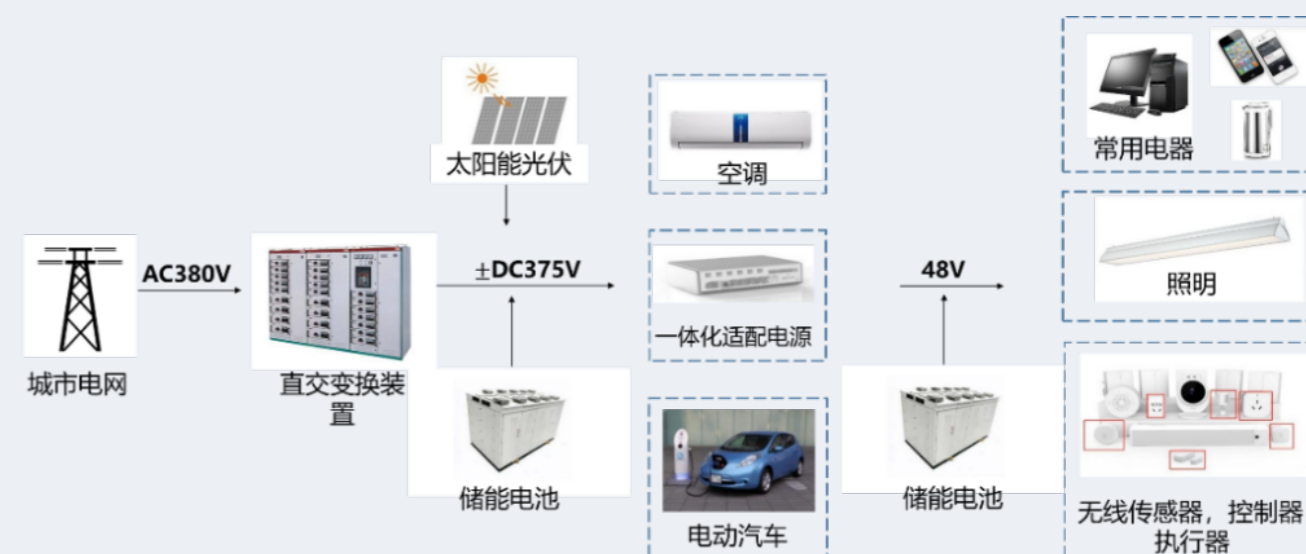 太阳能光伏
空调
常用电器
AC380V
±DC375V
48V
照明
城市电网
直交变换装
置
一体化适配电源
储能电池
储能电池
电动汽车
无线传感器，控制器
执行器